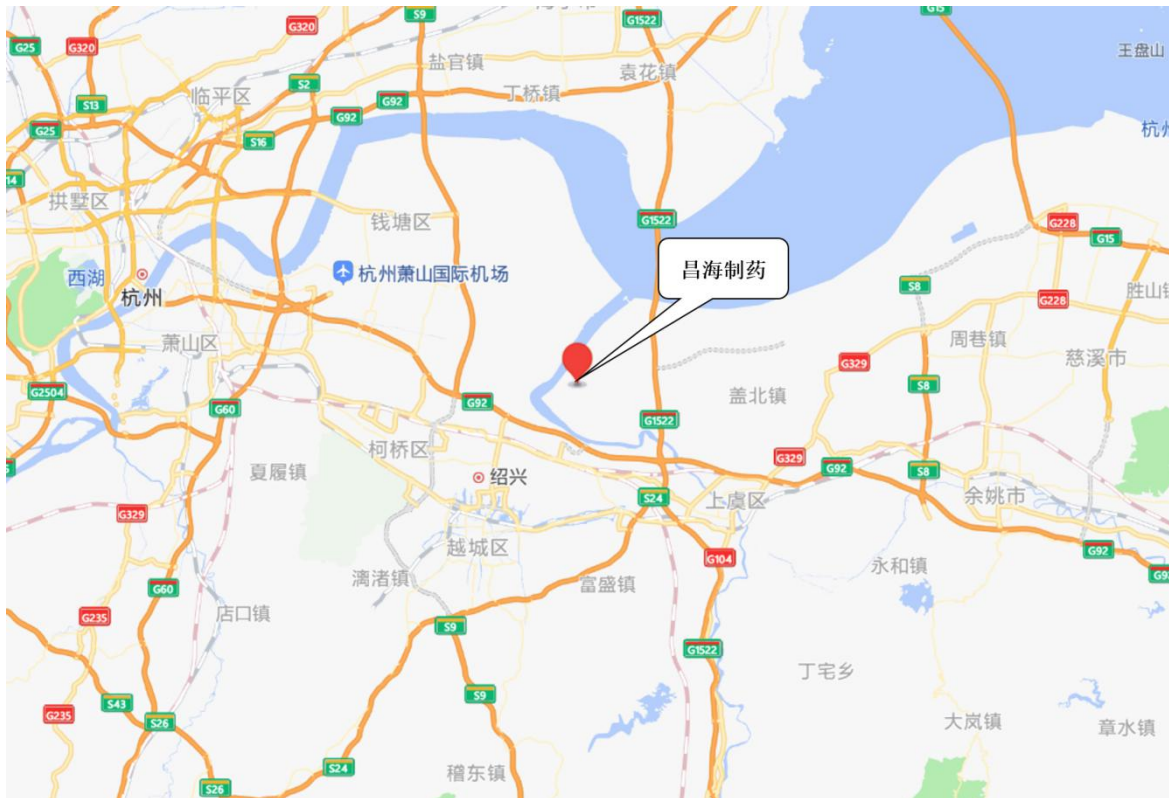 S9
G1522
G15
G25
G320
G320
盐官镇
袁花镇
王盘山
S2
临平区
丁桥镇
S13
G92
G92
G25
S16
杭州
14
拱墅区
钱塘区
G1522
G228
G15
西湖
杭州萧山国际机场
昌海制药
S8
胜山镇
杭州
G228
萧山区
周巷镇
慈溪市
G329
G2504
G60
G92
盖北镇
S8
G1522
柯桥区
G329
G92
夏履镇
绍兴
S8
余姚市
S24
上虞区
G329
越城区
G92
G104
永和镇
漓渚镇
富盛镇
G60
店口镇
G235
S9
G1522
丁宅乡
S9
S43
G235
S26
大岚镇
章水镇
S24
稽东镇
S26